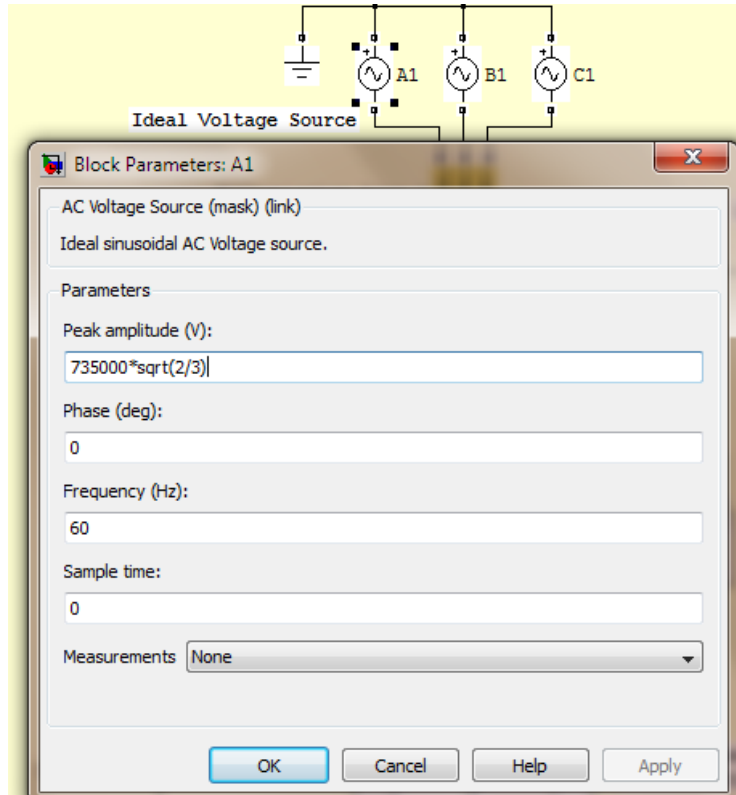 + A1
+ B1
+ C1
Ideal Voltage Source
Block Parameters: A1
AC Voltage Source (mask) (link)
Ideal sinusoidal AC Voltage source.
Parameters
Peak amplitude (V):
735000*sqrt(2/3)
Phase (deg):
0
Frequency (Hz):
60
Sample time:
0
Measurements None
OK Cancel Help Apply